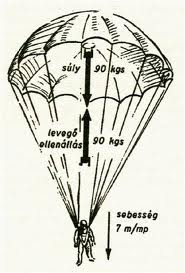 súly
90 kgs
levegő
ellenállás
90 kgs
sebesség
7 m/mp